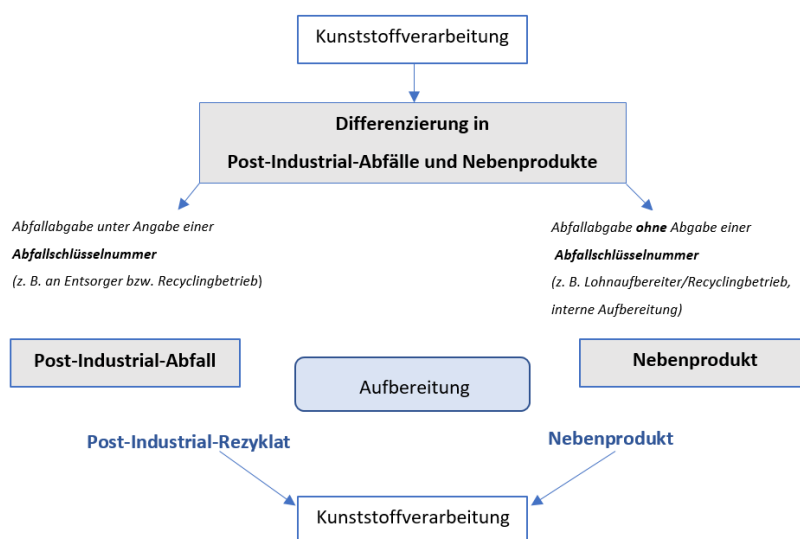 Kunststoffverarbeitung
Differenzierung in
Post-Industrial-Abfälle und Nebenprodukte
Abfallabgabe unter Angabe einer
Abfallschlüsselnummer
(z. B. an Entsorger bzw. Recyclingbetrieb)
Abfallabgabe ohne Abgabe einer
Abfallschlüsselnummer
(z. B. Lohnaufbereiter/Recyclingbetrieb,
interne Aufbereitung)
Post-Industrial-Abfall
Aufbereitung
Nebenprodukt
Post-Industrial-Rezyklat
Nebenprodukt
Kunststoffverarbeitung